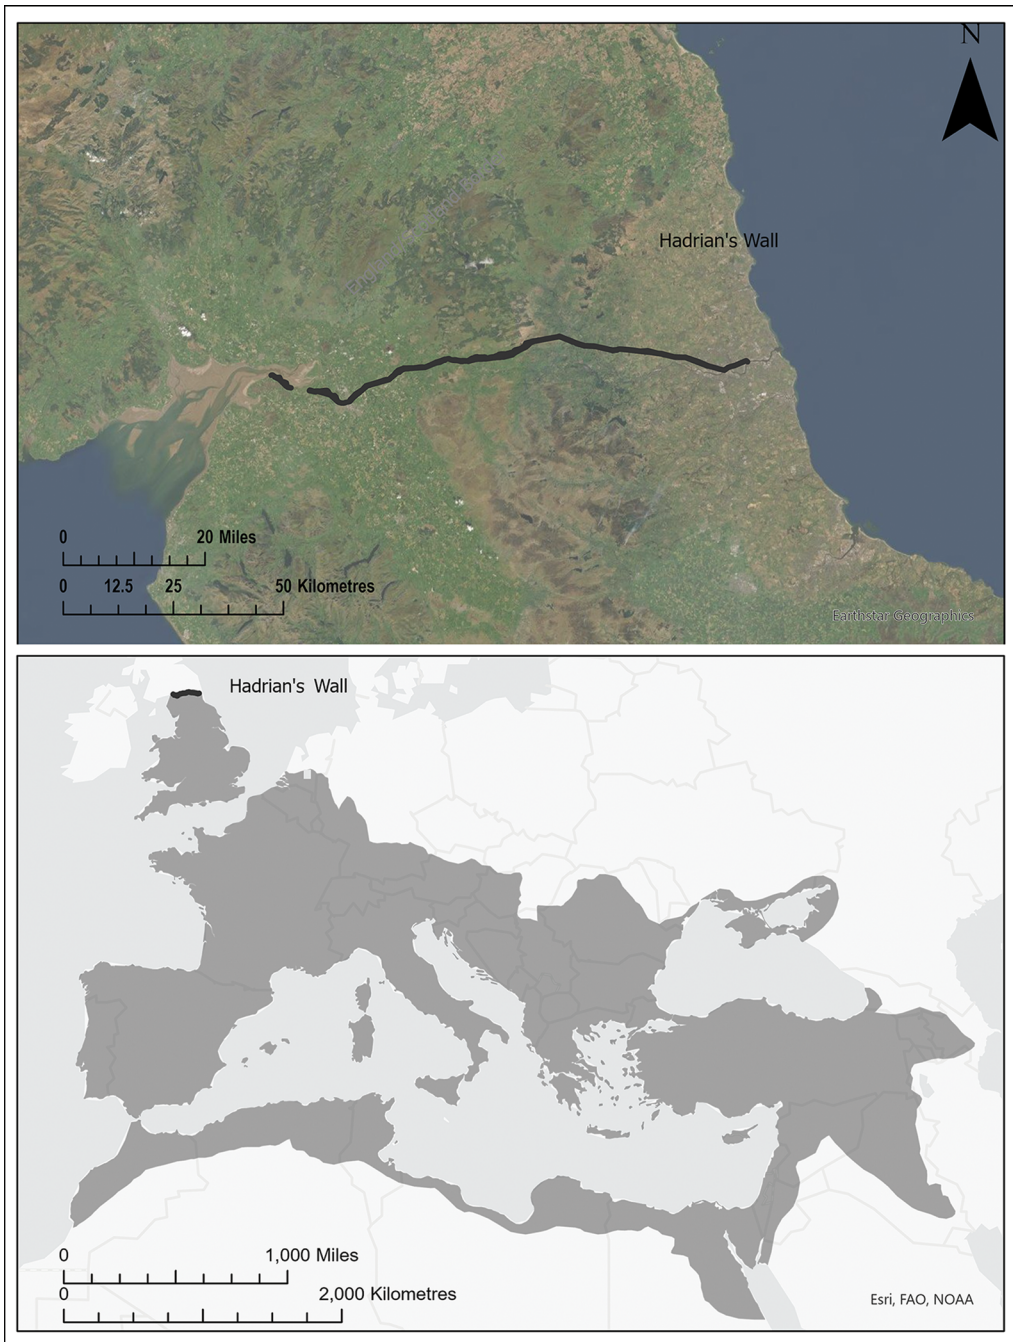 N
Hadrian's Wall
0 20 Miles
0 12.5 25 50 Kilometres
Earthstar Geographics
Hadrian's Wall
0 1,000 Miles
0 2,000 Kilometres
Esri, FAO, NOAA